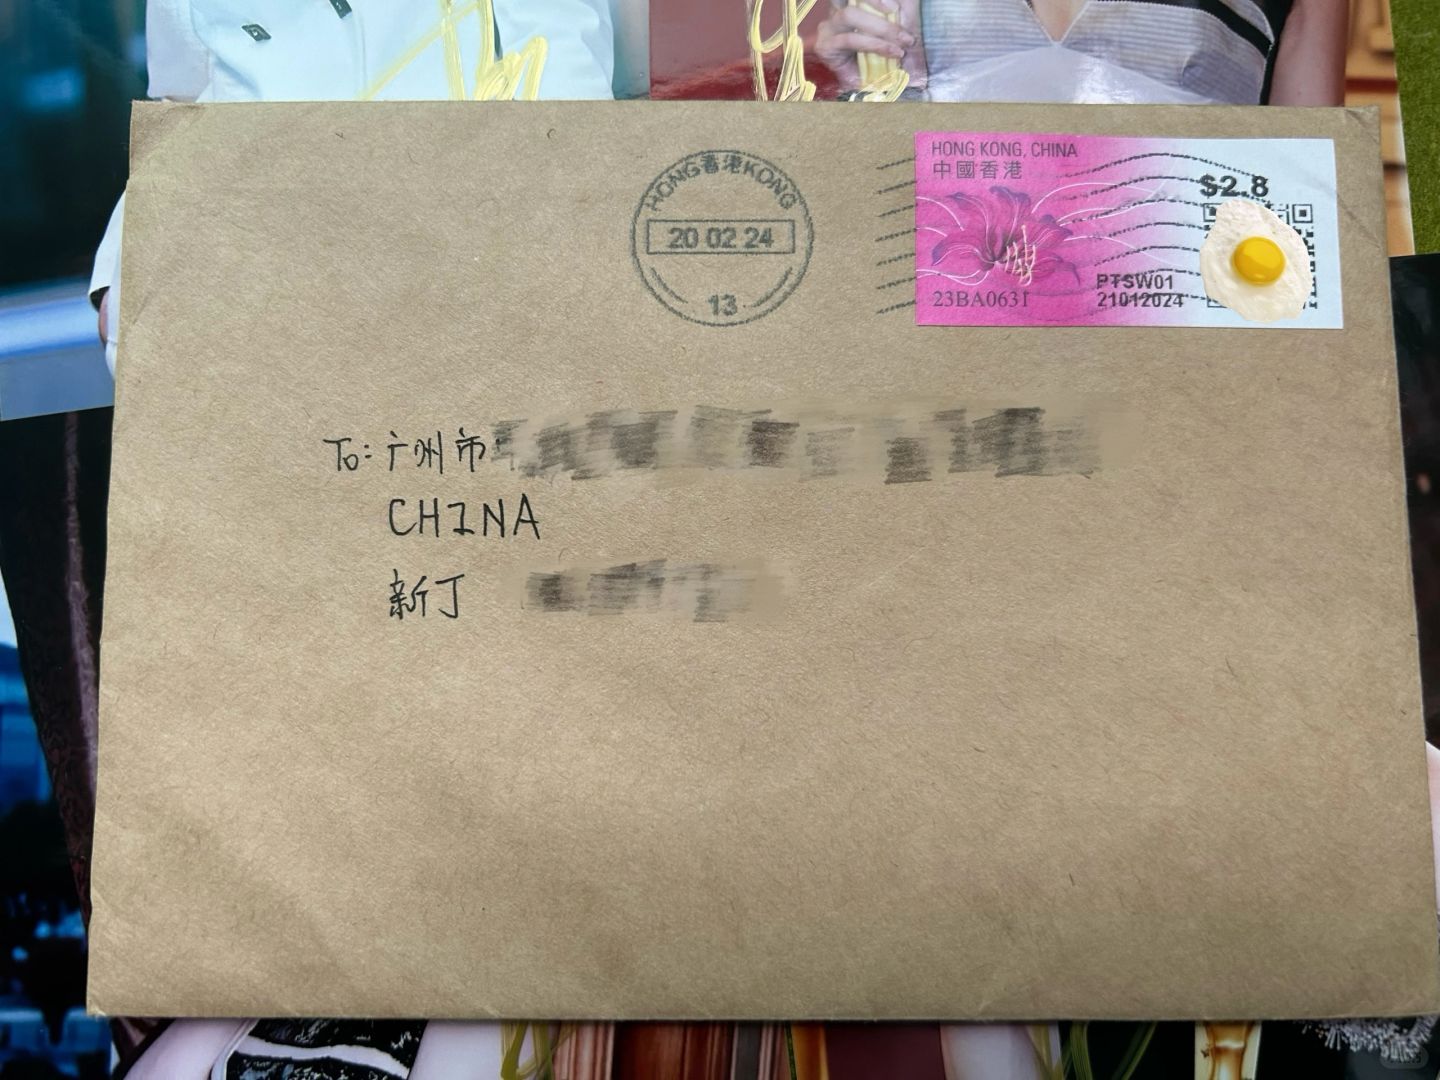 HONG香港KONG
20 02 24
13
HONG KONG, CHINA
中國香港
$2.8
23BA0631
PTSW01
21012024
To: 广州市
CHINA
新丁